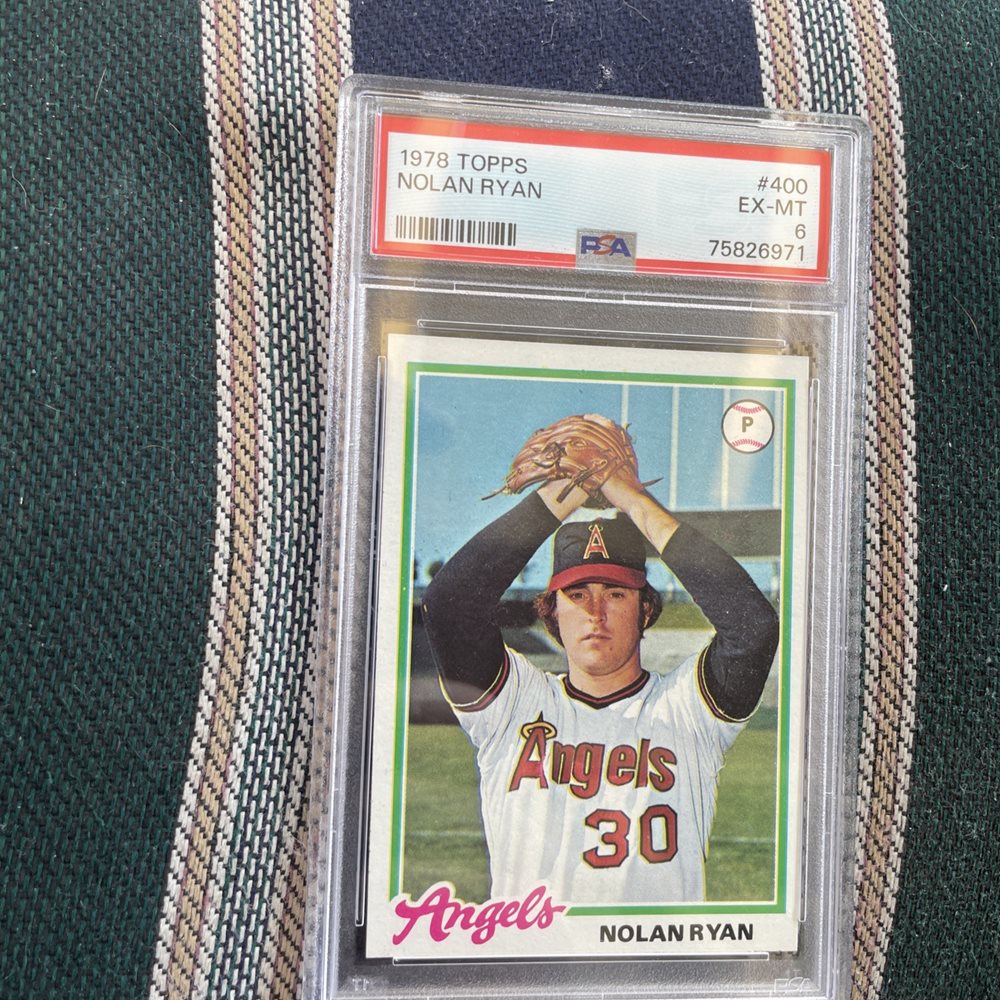 1978 TOPPS
#400
NOLAN RYAN
EX-MT
6
PSA
75826971
P
A
Angels
30
Angels
NOLAN RYAN